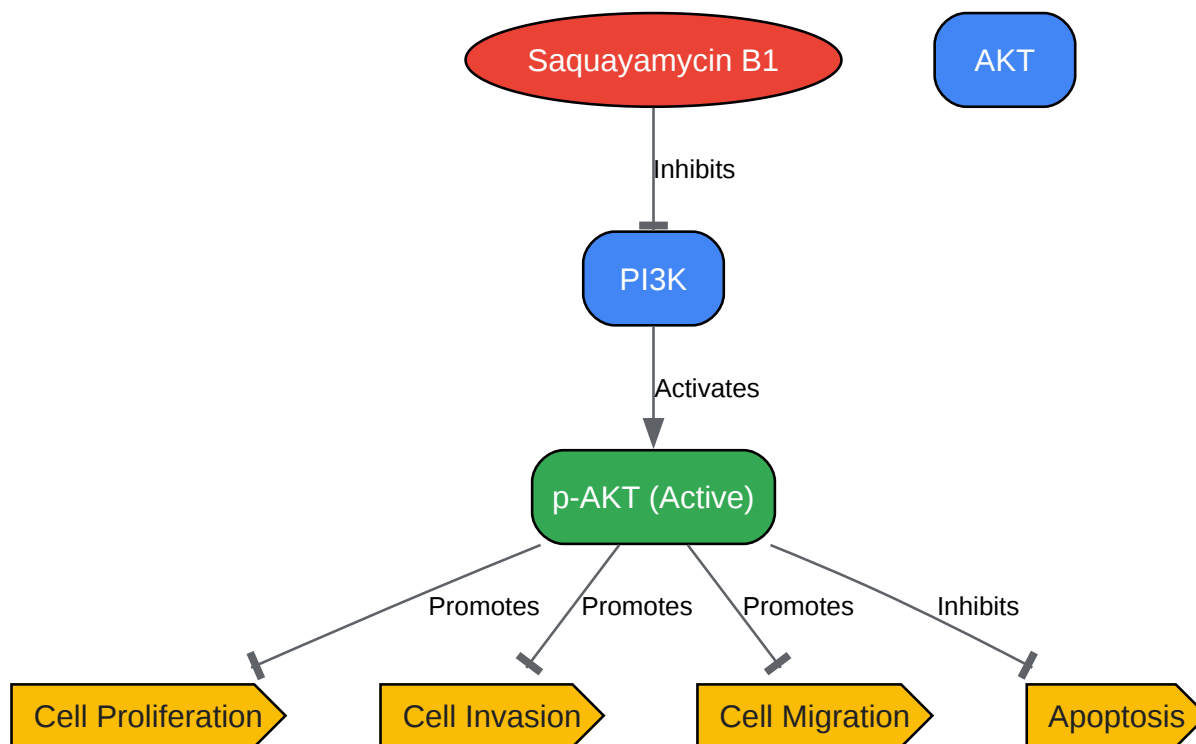 Saquayamycin B1
AKT
Inhibits
PI3K
Activates
p-AKT (Active)
Promotes
Promotes
Promotes
Inhibits
Cell Proliferation
Cell Invasion
Cell Migration
Apoptosis